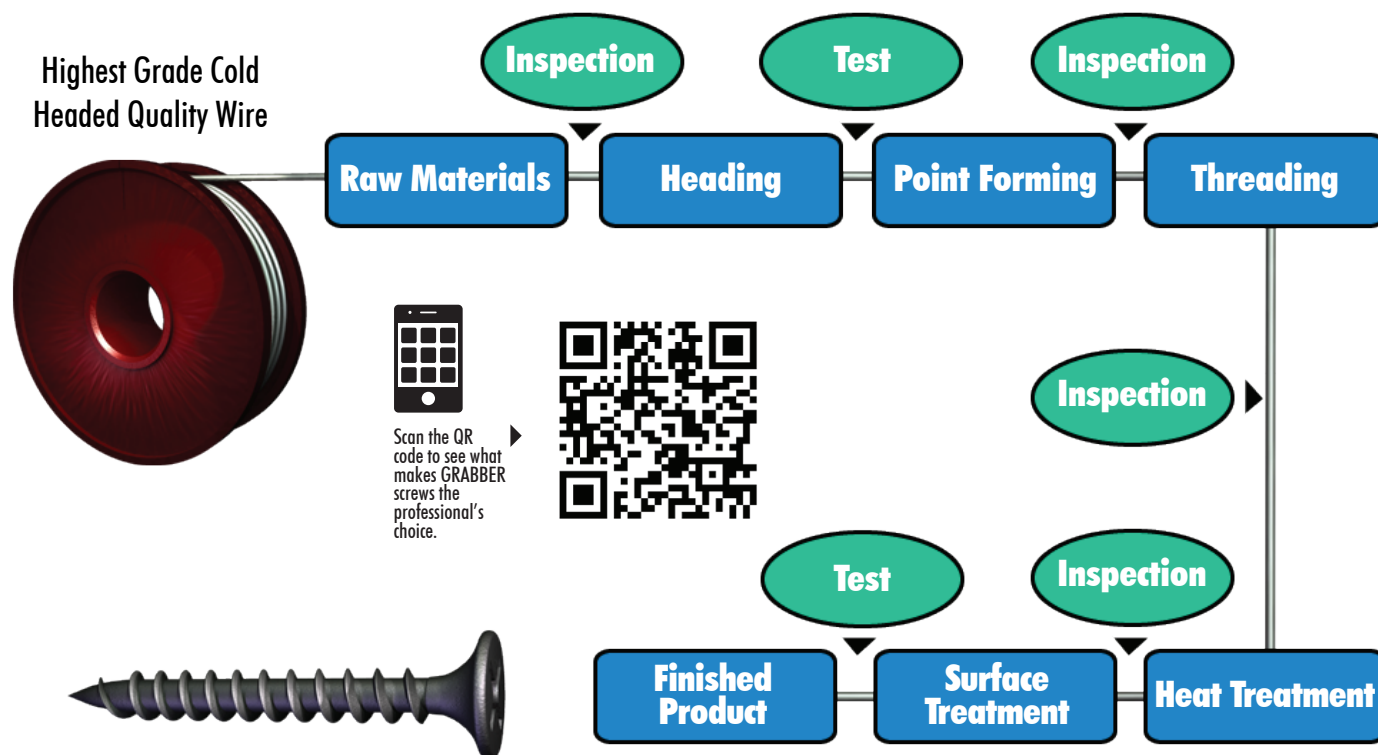 Highest Grade Cold
Headed Quality Wire
Inspection
Test
Inspection
Raw Materials
Heading
Point Forming
Threading
Scan the QR
code to see what
makes GRABBER
screws the
professional's
choice.
Inspection
Test
Inspection
Finished
Product
Surface
Treatment
Heat Treatment